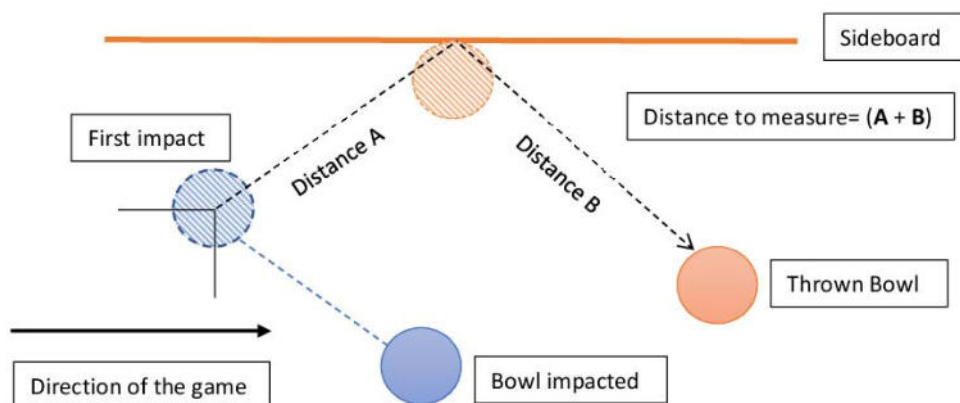 Sideboard
Distance to measure= (A + B)
First impact
Distance A
Distance B
Thrown Bowl
Direction of the game
Bowl impacted